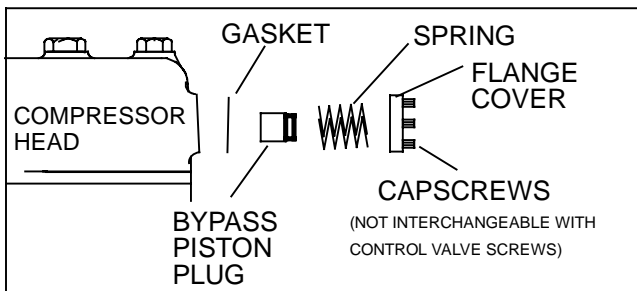 GASKET
SPRING
FLANGE
COVER
COMPRESSOR
HEAD
CAPSCREWS
(NOT INTERCHANGEABLE WITH
CONTROL VALVE SCREWS)
BYPASS
PISTON
PLUG